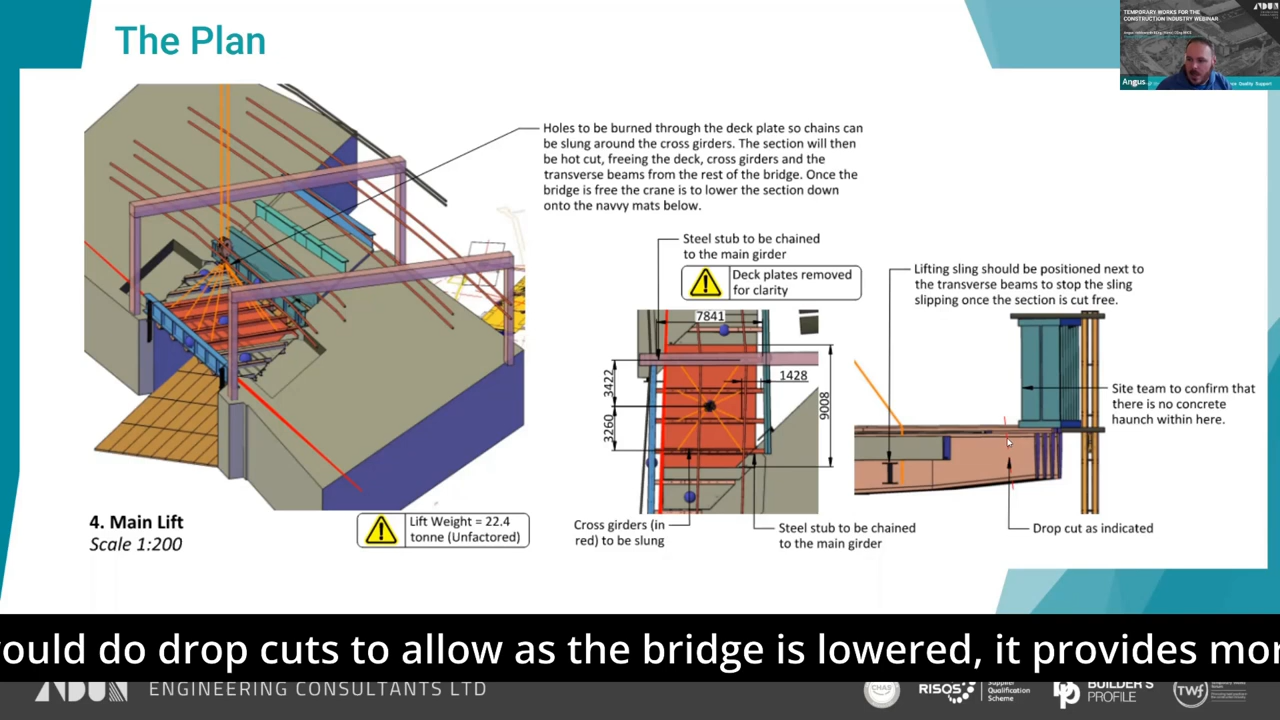 The Plan
TEMPORARY WORKS FOR THE
CONSTRUCTION INDUSTRY WEBINAR
Angus
Quality Support
Holes to be burned through the deck plate so chains can
be slung around the cross girders. The section will then
be hot cut, freeing the deck, cross girders and the
transverse beams from the rest of the bridge. Once the
bridge is free the crane is to lower the section down
onto the navvy mats below.
Steel stub to be chained
to the main girder
Deck plates removed
for clarity
Lifting sling should be positioned next to
the transverse beams to stop the sling
slipping once the section is cut free.
7841
3422
1428
3260
9008
Site team to confirm that
there is no concrete
haunch within here.
4. Main Lift
Scale 1:200
Lift Weight = 22.4
tonne (Unfactored)
Cross girders (in
red) to be slung
Steel stub to be chained
to the main girder
Drop cut as indicated
would do drop cuts to allow as the bridge is lowered, it provides mor
ENGINEERING CONSULTANTS LTD
CHAS
RISQS
Supplier
Qualification
Scheme
BUILDER'S
PROFILE
TWf